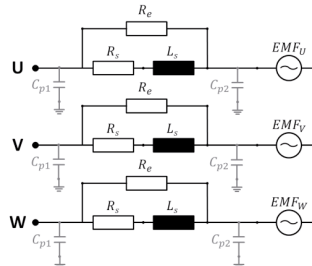 R_e
R_s L_s EMF_U
U
C_p1 C_p2
R_e
R_s L_s EMF_V
V
C_p1 C_p2
R_e
R_s L_s EMF_W
W
C_p1 C_p2